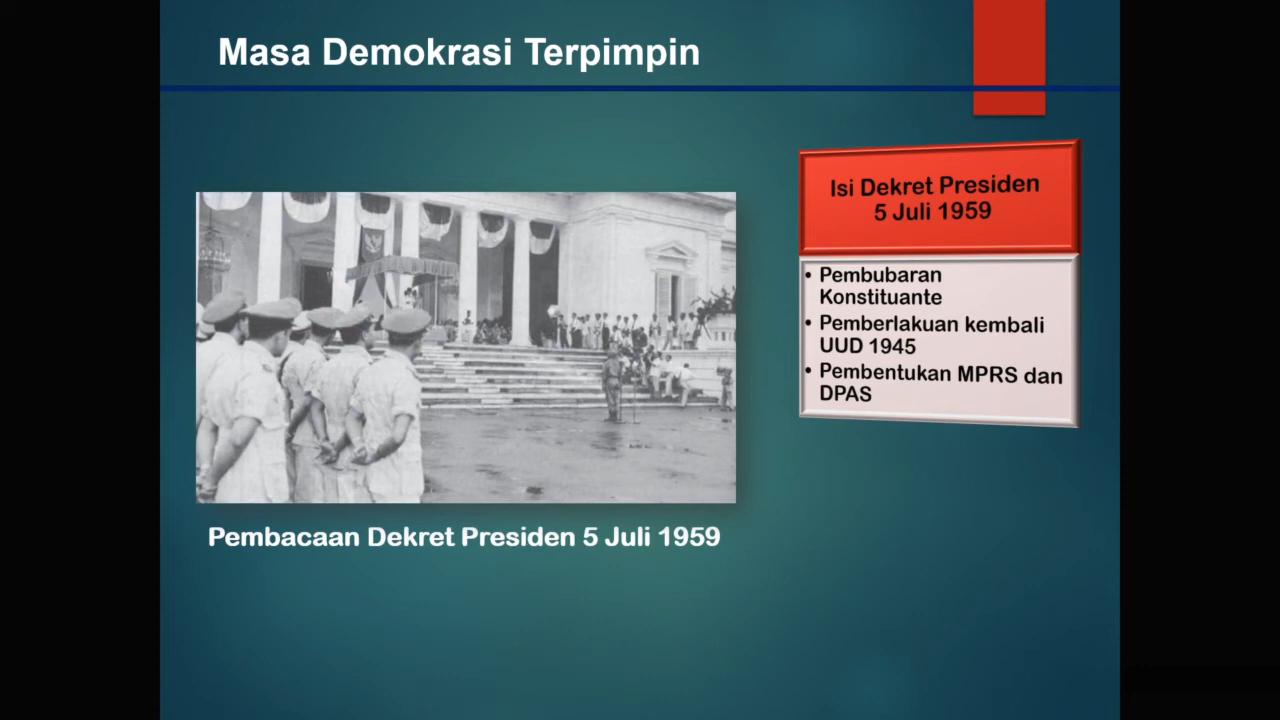 Masa Demokrasi Terpimpin
Isi Dekret Presiden
5 Juli 1959
• Pembubaran
Konstituante
• Pemberlakuan kembali
UUD 1945
• Pembentukan MPRS dan
DPAS
Pembacaan Dekret Presiden 5 Juli 1959